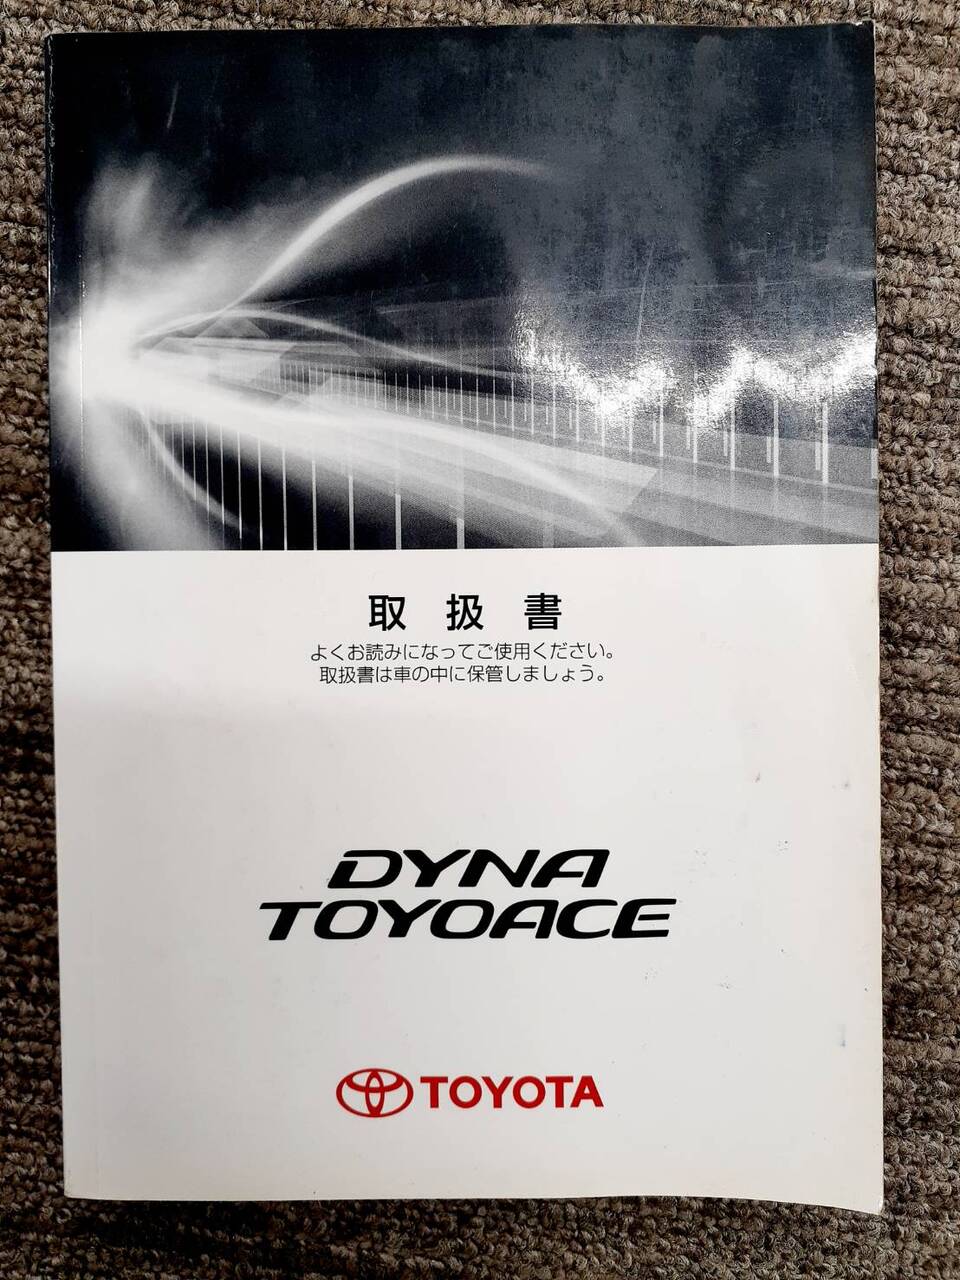 取扱書
よくお読みになってご使用ください。
取扱書は車の中に保管しましょう。
DYNA
TOYOACE
TOYOTA